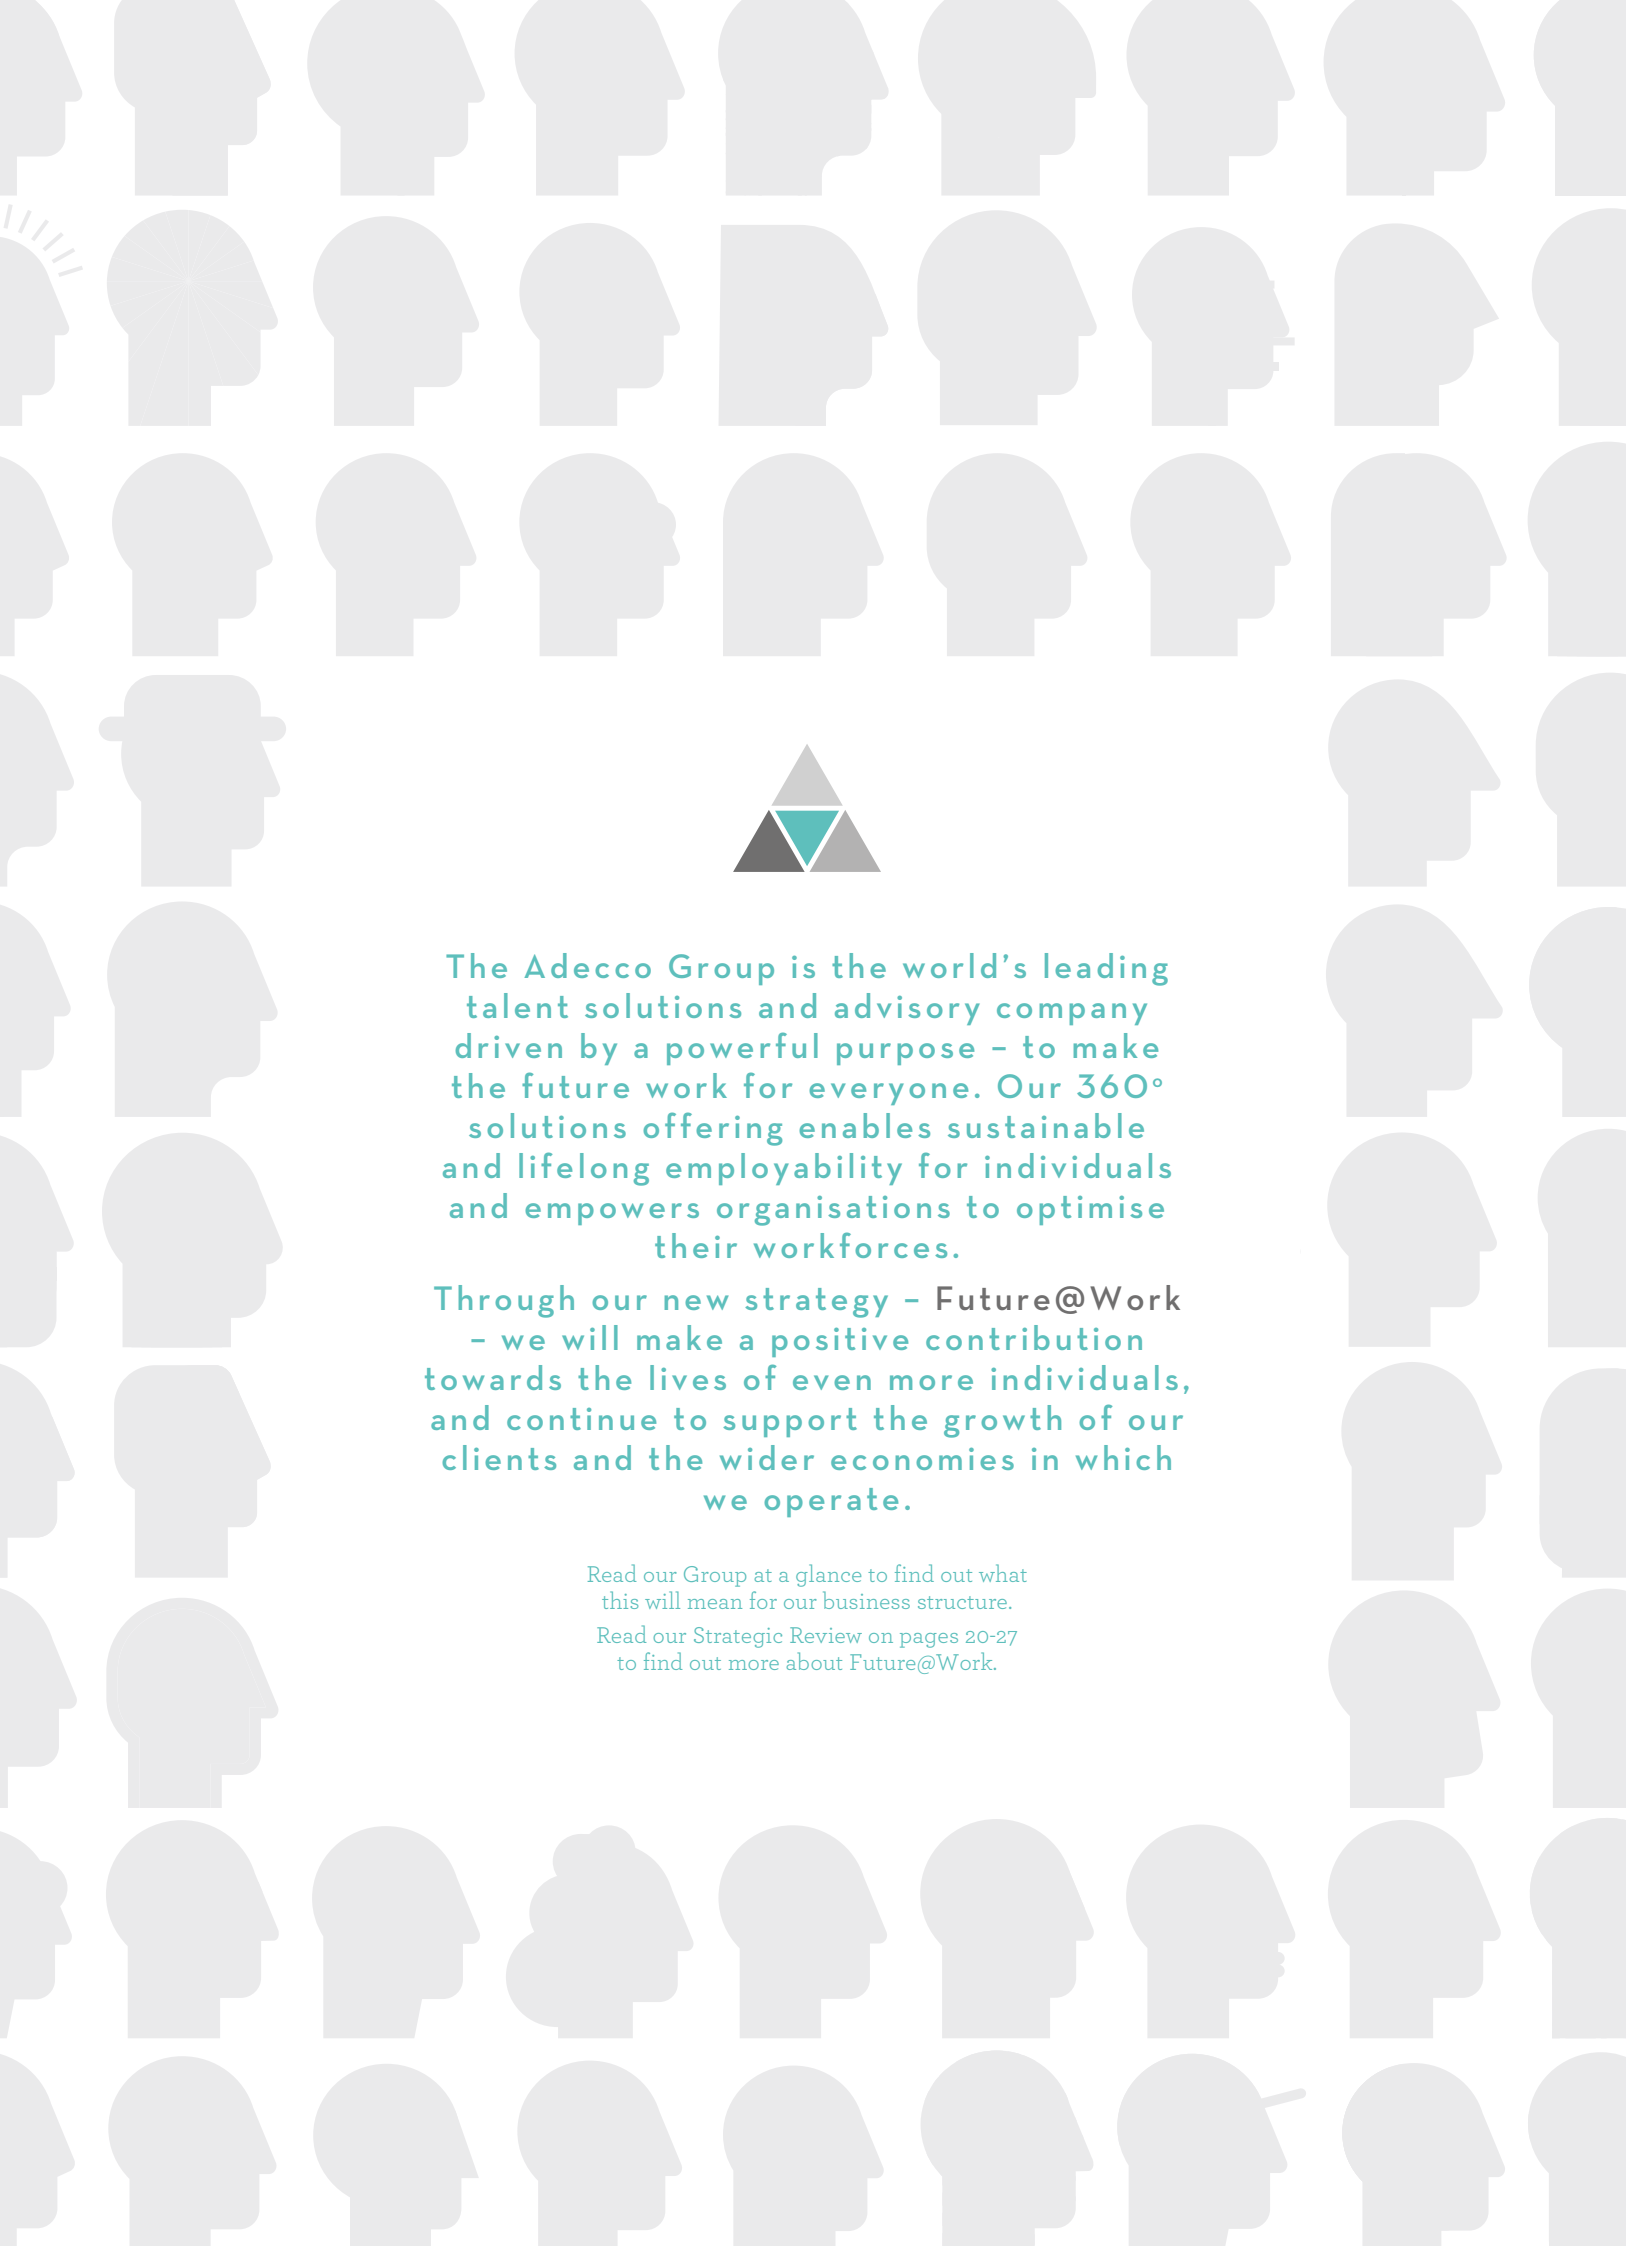 The Adecco Group is the world’s leading
talent solutions and advisory company
driven by a powerful purpose – to make
the future work for everyone. Our 360°
solutions offering enables sustainable
and lifelong employability for individuals
and empowers organisations to optimise
their workforces.
Through our new strategy – Future@Work
– we will make a positive contribution
towards the lives of even more individuals,
and continue to support the growth of our
clients and the wider economies in which
we operate.
Read our Group at a glance to find out what
this will mean for our business structure.
Read our Strategic Review on pages 20-27
to find out more about Future@Work.